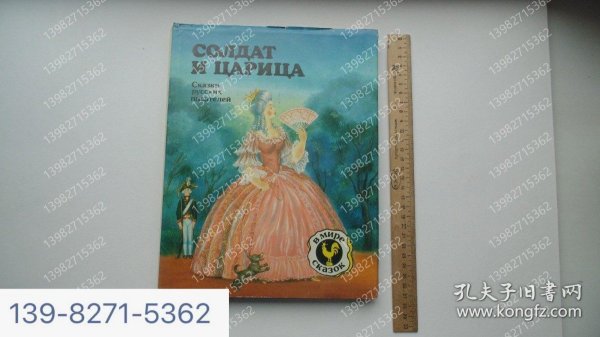 СОЛДАТ
И ЦАРИЦА
Сказки
русских
писателей
в мире
сказок
139-8271-5362
孔夫子旧书网
www.kongfz.com
13982715362